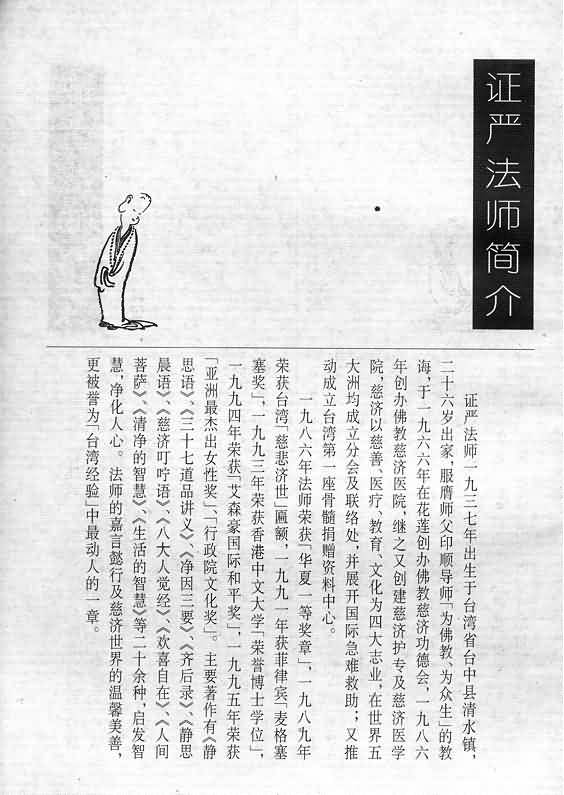 证严法师简介
证严法师一九三七年出生于台湾省台中县清水镇，
二十六岁出家，服膺师父印顺导师「为佛教、为众生」的教
诲，于一九六六年在花莲创办佛教慈济功德会，一九八六
年创办佛教慈济医院，继之又创建慈济护专及慈济医学
院，慈济以慈善、医疗、教育、文化为四大志业，在世界五
大洲均成立分会及联络处，并展开国际急难救助；又推
动成立台湾第一座骨髓捐赠资料中心。
一九八六年法师荣获「华夏一等奖章」，一九八九年
荣获台湾「慈悲济世」匾额，一九九一年获菲律宾「麦格塞
塞奖」，一九九三年荣获香港中文大学「荣誉博士学位」，
一九九四年荣获「艾森豪国际和平奖」，一九九五年荣获
「亚洲最杰出女性奖」、「行政院文化奖」。主要著作有《静
思语》、《三十七道品讲义》、《净因三要》、《齐后录》、《静思
晨语》、《慈济叮咛语》、《八大人觉经》、《欢喜自在》、《人间
菩萨》、《清净的智慧》、《生活的智慧》等二十余种，启发智
慧，净化人心。法师的嘉言懿行及慈济世界的温馨美善，
更被誉为「台湾经验」中最动人的一章。